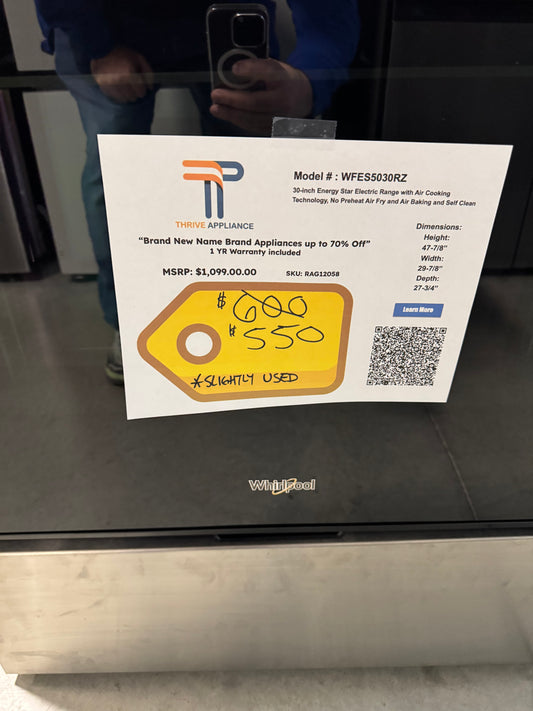 THRIVE APPLIANCE
Model # : WFES5030RZ
30-inch Energy Star Electric Range with Air Cooking
Technology, No Preheat Air Fry and Air Baking and Self Clean
"Brand New Name Brand Appliances up to 70% Off"
1 YR Warranty included
MSRP: $1,099.00.00
SKU: RAG12058
Dimensions:
Height:
47-7/8"
Width:
29-7/8"
Depth:
27-3/4"
Learn More
$600
$550
*SLIGHTLY USED
Whirlpool